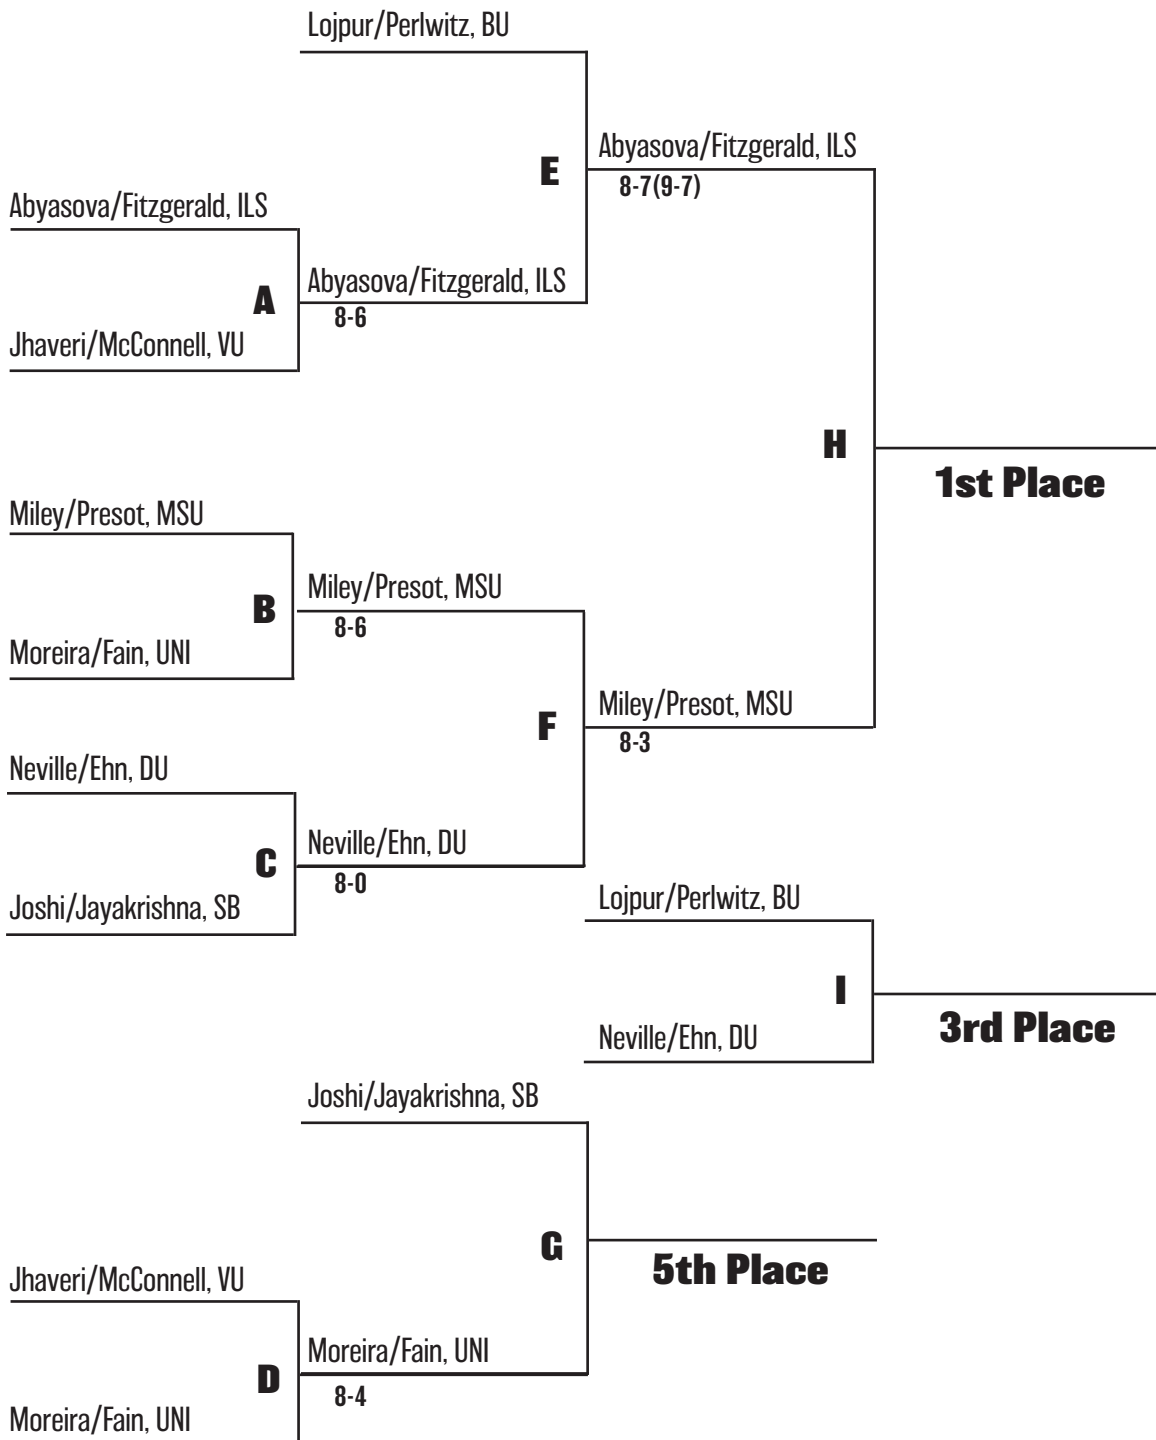 Lojpur/Perlwitz, BU
E
Abyasova/Fitzgerald, ILS
8-7(9-7)
Abyasova/Fitzgerald, ILS
A
Abyasova/Fitzgerald, ILS
8-6
Jhaveri/McConnell, VU
H
1st Place
Miley/Presot, MSU
B
Miley/Presot, MSU
8-6
Moreira/Fain, UNI
F
Miley/Presot, MSU
8-3
Neville/Ehn, DU
C
Neville/Ehn, DU
8-0
Joshi/Jayakrishna, SB
Lojpur/Perlwitz, BU
I
3rd Place
Neville/Ehn, DU
Joshi/Jayakrishna, SB
G
5th Place
Jhaveri/McConnell, VU
D
Moreira/Fain, UNI
8-4
Moreira/Fain, UNI